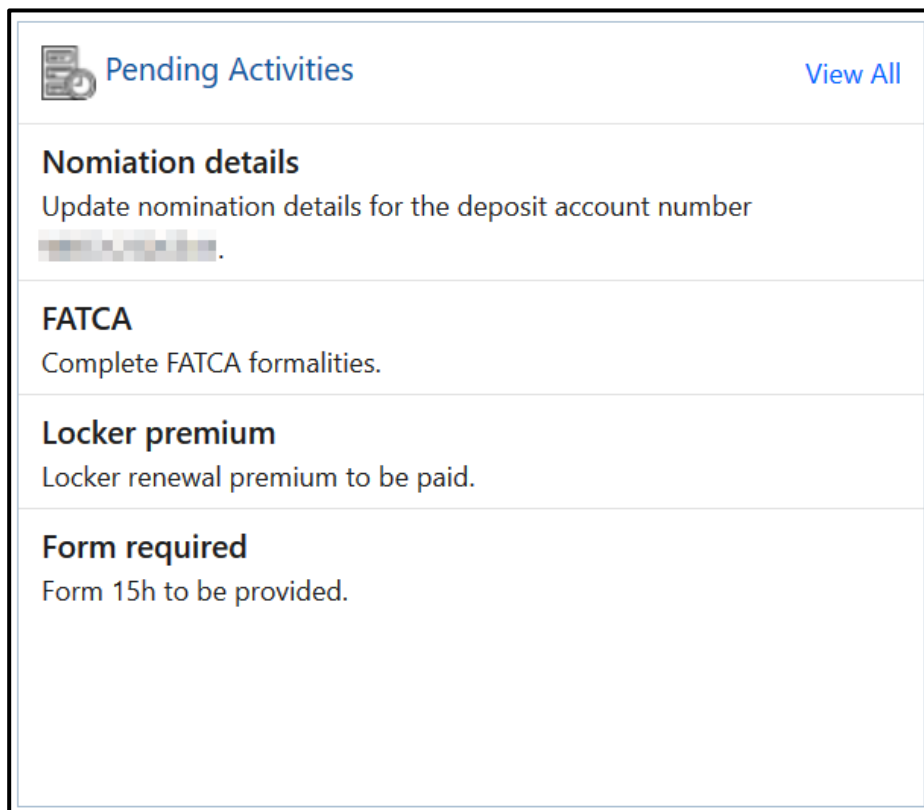 Pending Activities
View All
Nomiation details
Update nomination details for the deposit account number
.
FATCA
Complete FATCA formalities.
Locker premium
Locker renewal premium to be paid.
Form required
Form 15h to be provided.